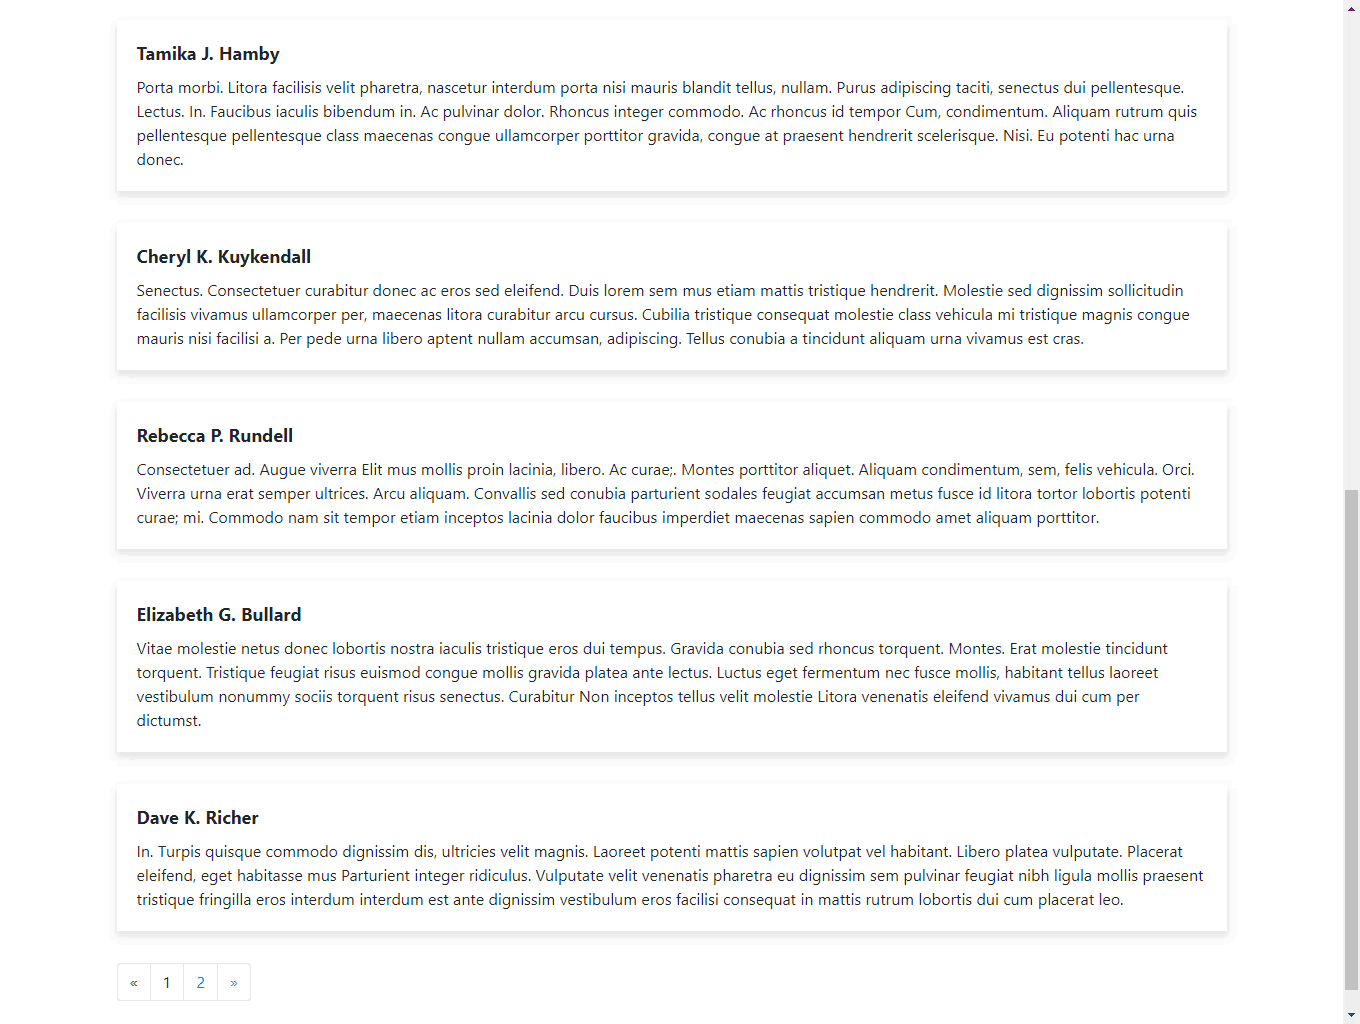 Tamika J. Hamby
Porta morbi. Litora facilisis velit pharetra, nascetur interdum porta nisi mauris blandit tellus, nullam. Purus adipiscing taciti, senectus dui pellentesque.
Lectus. In. Faucibus iaculis bibendum in. Ac pulvinar dolor. Rhoncus integer commodo. Ac rhoncus id tempor Cum, condimentum. Aliquam rutrum quis
pellentesque pellentesque class maecenas congue ullamcorper porttitor gravida, congue at praesent hendrerit scelerisque. Nisi. Eu potenti hac urna
donec.
Cheryl K. Kuykendall
Senectus. Consectetuer curabitur donec ac eros sed eleifend. Duis lorem sem mus etiam mattis tristique hendrerit. Molestie sed dignissim sollicitudin
facilisis vivamus ullamcorper per, maecenas litora curabitur arcu cursus. Cubilia tristique consequat molestie class vehicula mi tristique magnis congue
mauris nisi facilisi a. Per pede urna libero aptent nullam accumsan, adipiscing. Tellus conubia a tincidunt aliquam urna vivamus est cras.
Rebecca P. Rundell
Consectetuer ad. Augue viverra Elit mus mollis proin lacinia, libero. Ac curae;. Montes porttitor aliquet. Aliquam condimentum, sem, felis vehicula. Orci.
Viverra urna erat semper ultrices. Arcu aliquam. Convallis sed conubia parturient sodales feugiat accumsan metus fusce id litora tortor lobortis potenti
curae; mi. Commodo nam sit tempor etiam inceptos lacinia dolor faucibus imperdiet maecenas sapien commodo amet aliquam porttitor.
Elizabeth G. Bullard
Vitae molestie netus donec lobortis nostra iaculis tristique eros dui tempus. Gravida conubia sed rhoncus torquent. Montes. Erat molestie tincidunt
torquent. Tristique feugiat risus euismod congue mollis gravida platea ante lectus. Luctus eget fermentum nec fusce mollis, habitant tellus laoreet
vestibulum nonummy sociis torquent risus senectus. Curabitur Non inceptos tellus velit molestie Litora venenatis eleifend vivamus dui cum per
dictumst.
Dave K. Richer
In. Turpis quisque commodo dignissim dis, ultricies velit magnis. Laoreet potenti mattis sapien volutpat vel habitant. Libero platea vulputate. Placerat
eleifend, eget habitasse mus Parturient integer ridiculus. Vulputate velit venenatis pharetra eu dignissim sem pulvinar feugiat nibh ligula mollis praesent
tristique fringilla eros interdum interdum est ante dignissim vestibulum eros facilisi consequat in mattis rutrum lobortis dui cum placerat leo.
« 1 2 »